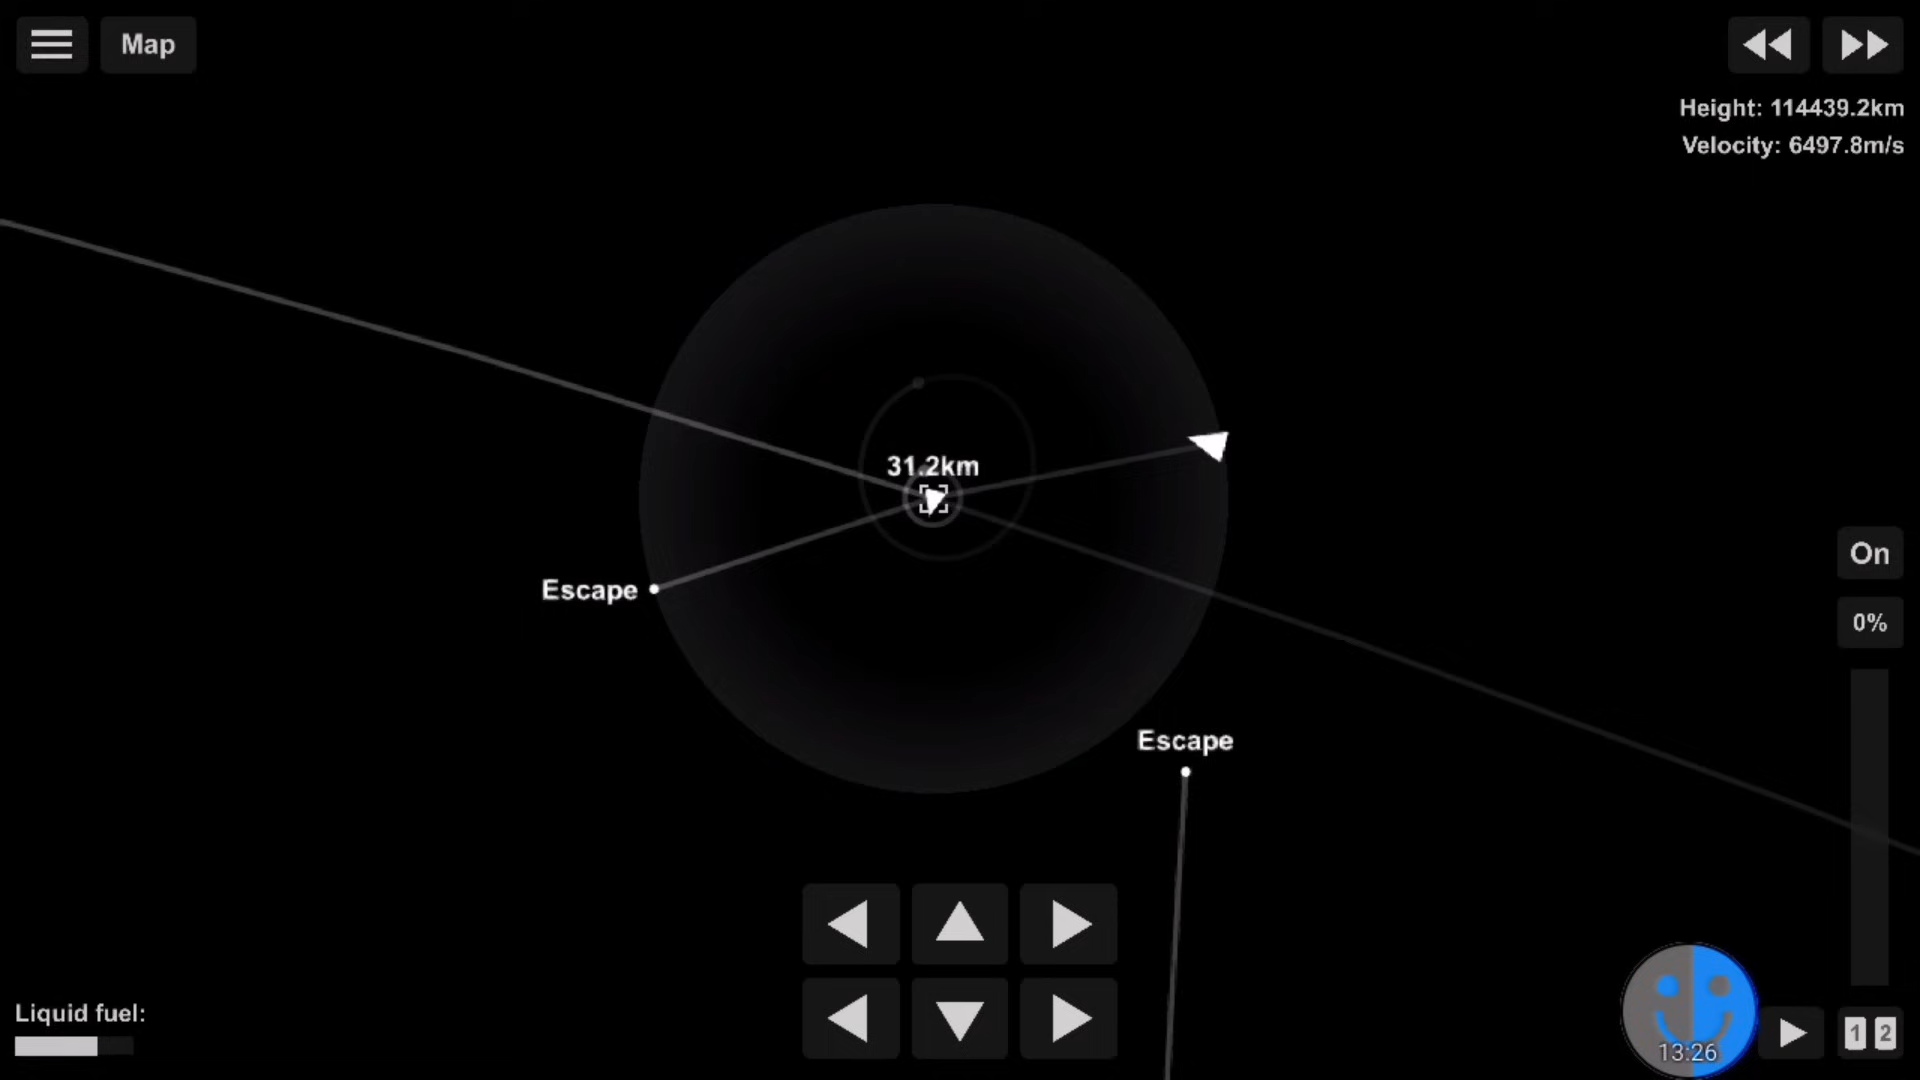 Map
Height: 114439.2km
Velocity: 6497.8m/s
31.2km
On
Escape
0%
Escape
Liquid fuel:
13:26
1 2